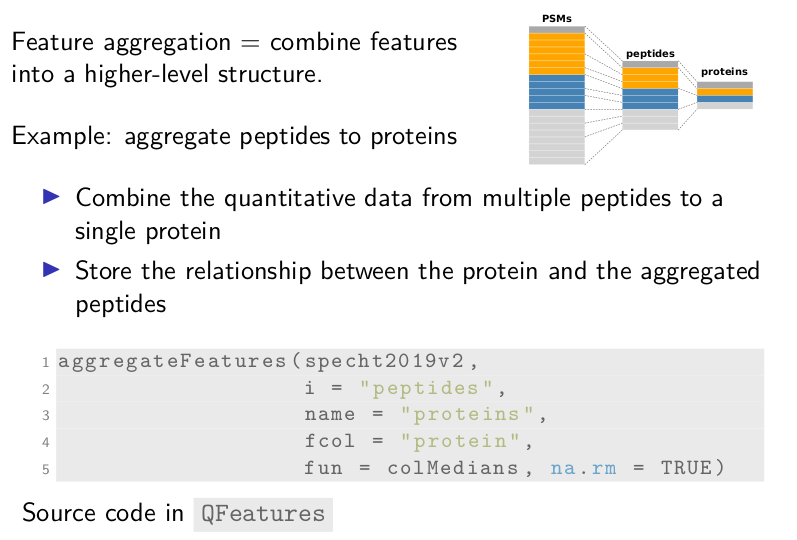 Feature aggregation = combine features
into a higher-level structure.
PSMs
peptides
proteins
Example: aggregate peptides to proteins
▶ Combine the quantitative data from multiple peptides to a
single protein
▶ Store the relationship between the protein and the aggregated
peptides
1 aggregateFeatures(specht2019v2,
2 i = "peptides",
3 name = "proteins",
4 fcol = "protein",
5 fun = colMedians, na.rm = TRUE)
Source code in QFeatures